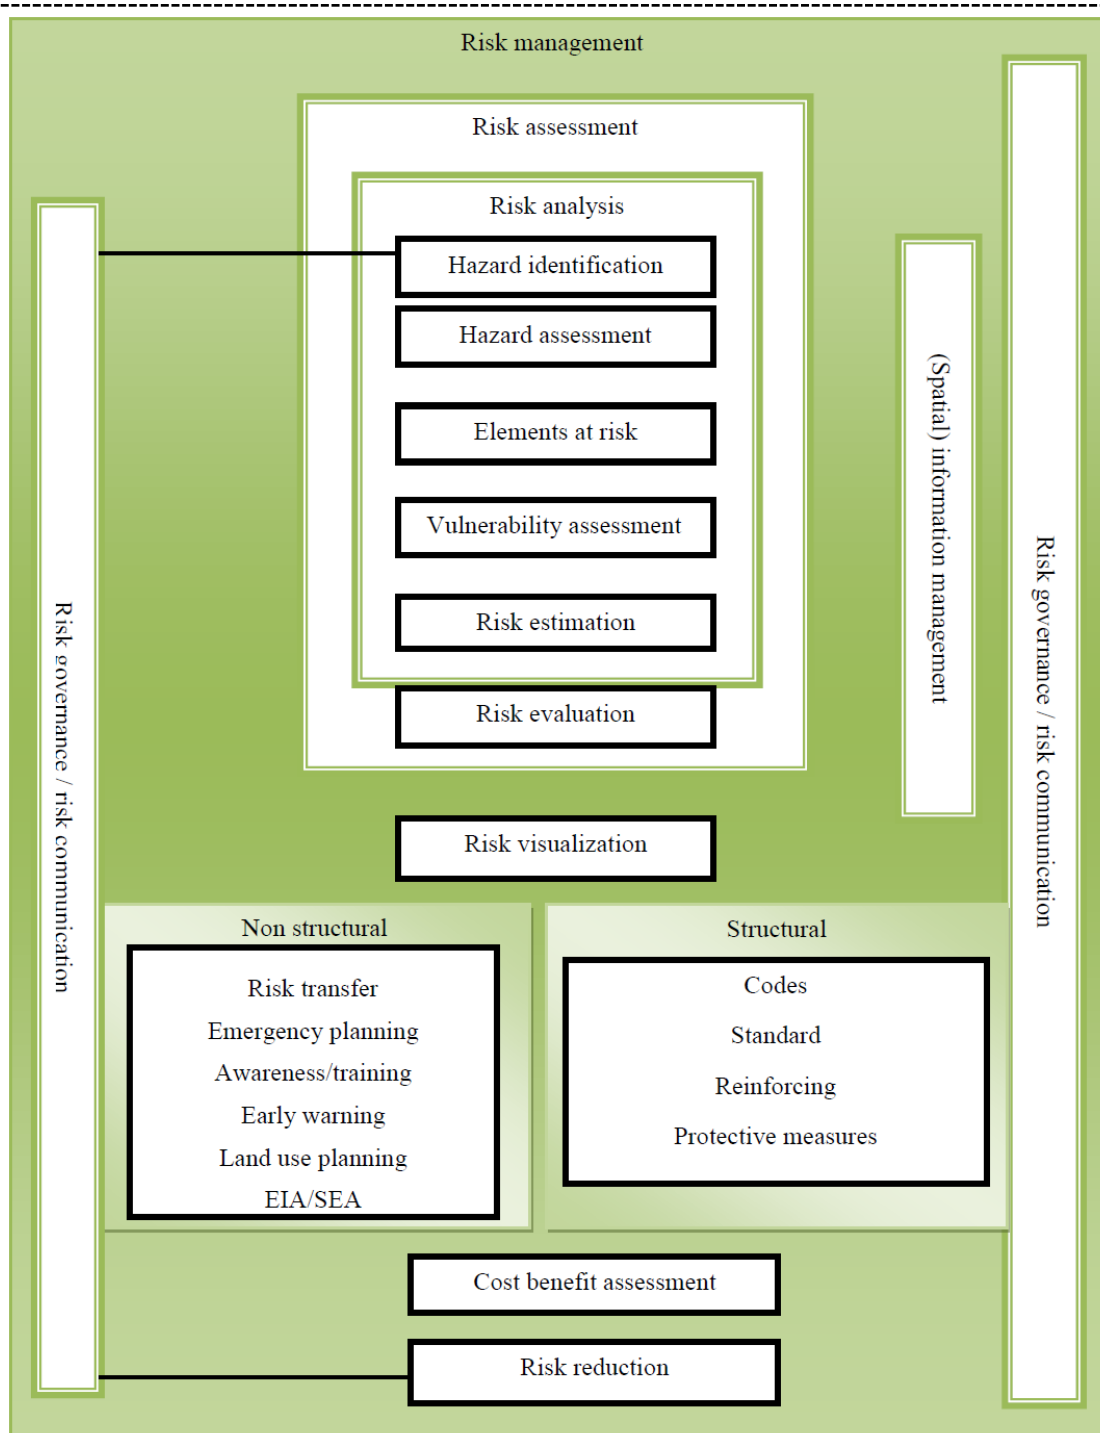 Risk management
Risk assessment
Risk analysis
Hazard identification
Hazard assessment
Elements at risk
Vulnerability assessment
Risk estimation
Risk evaluation
Risk visualization
Risk governance / risk communication
(Spatial) information management
Risk governance / risk communication
Non structural
Risk transfer
Emergency planning
Awareness/training
Early warning
Land use planning
EIA/SEA
Structural
Codes
Standard
Reinforcing
Protective measures
Cost benefit assessment
Risk reduction